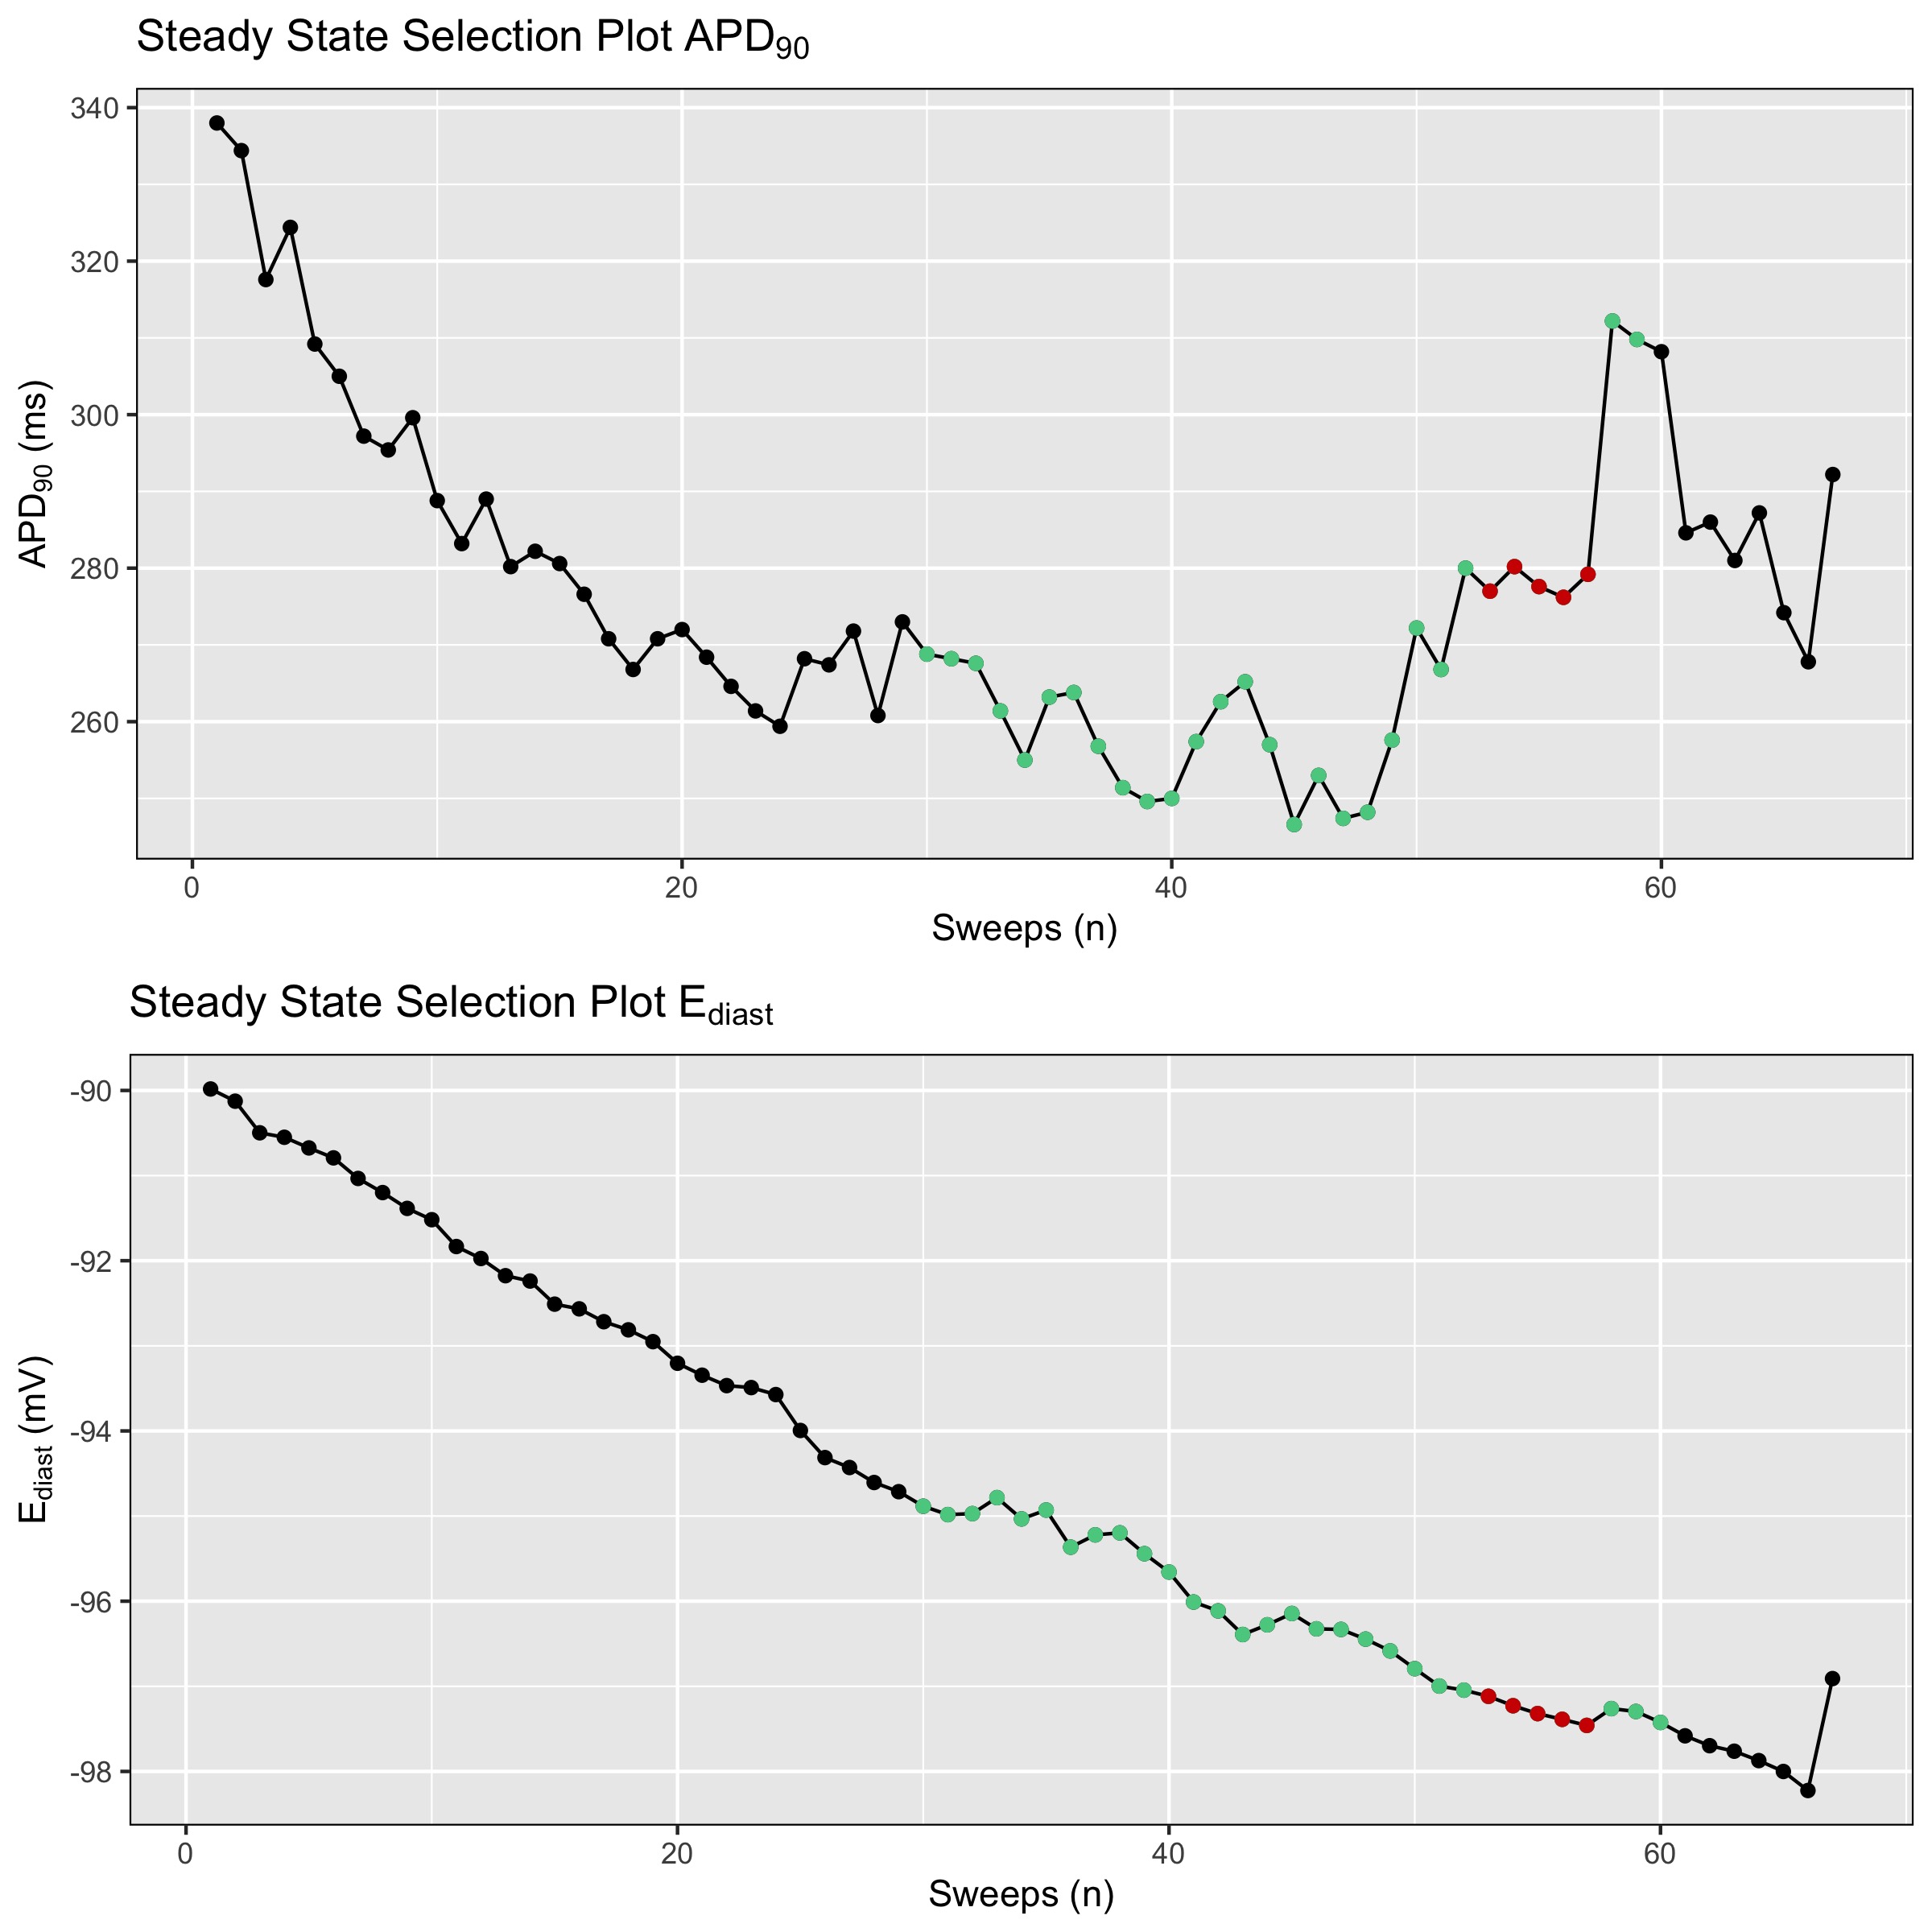 Steady State Selection Plot APD90
340
320
300
280
260
APD90 (ms)
0 20 40 60
Sweeps (n)
Steady State Selection Plot Ediast
-90
-92
-94
-96
-98
Ediast (mV)
0 20 40 60
Sweeps (n)